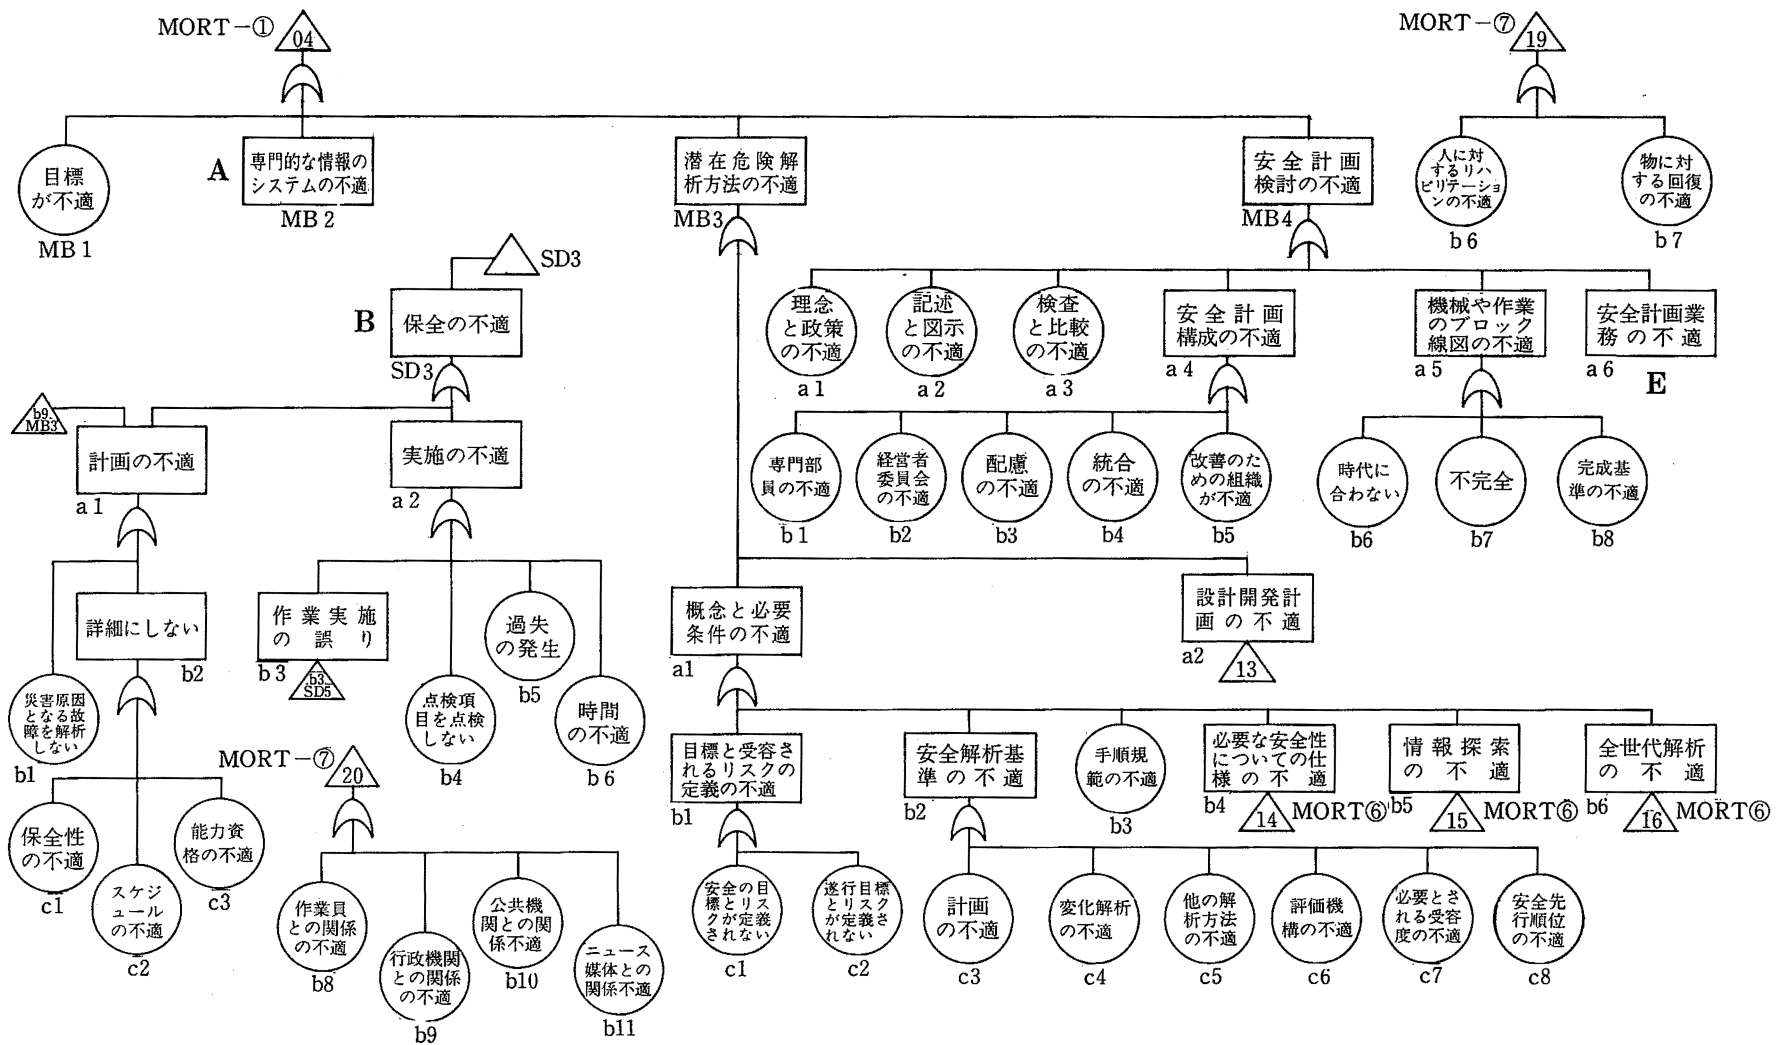 MORT－①
04
MORT－⑦
19
目標
が不適
MB 1
A
専門的な情報の
システムの不適
MB 2
潜在危険解
析方法の不適
MB3
安全計画
検討の不適
MB4
人に対
するリハ
ビリテーショ
ンの不適
b 6
物に対
する回復
の不適
b 7
SD3
B
保全の不適
SD3
理念
と政策
の不適
a 1
記述
と図示
の不適
a 2
検査
と比較
の不適
a 3
安全計画
構成の不適
a 4
機械や作業
のブロック
線図の不適
a 5
安全計画業
務の不適
a 6
E
b9.
MB3
計画の不適
a 1
実施の不適
a 2
専門部
員の不適
b 1
経営者
委員会
の不適
b2
配慮
の不適
b3
統合
の不適
b4
改善のた
めの組織
が不適
b5
時代に
合わない
b6
不完全
b7
完成基
準の不適
b8
詳細にしない
b2
作業実施
の誤り
b 3
b3
SD5
過失
の発生
b5
概念と必要
条件の不適
a1
設計開発計
画の不適
a2
13
災害原因
となる故
障を解析
しない
b1
点検項
目を点検
しない
b4
時間
の不適
b 6
MORT－⑦
20
目標と受容さ
れるリスクの
定義の不適
b1
安全解析基
準の不適
b2
手順規
範の不適
b3
必要な安全性
についての仕
様の不適
b4
14
MORT⑥
情報探索
の不適
b5
15
MORT⑥
全世代解析
の不適
b6
16
MORT⑥
保全性
の不適
c1
スケジ
ュール
の不適
c2
能力資
格の不適
c3
作業員
との関係
の不適
b8
行政機関
との関係
の不適
b9
公共機
関との関
係不適
b10
ニュース
媒体との
関係不適
b11
安全の目
標とリス
クが定義
されない
c1
遂行目標
とリスク
が定義さ
れない
c2
計画
の不適
c3
変化解析
の不適
c4
他の解
析方法
の不適
c5
評価機
構の不適
c6
必要とさ
れる受容
度の不適
c7
安全先
行順位
の不適
c8